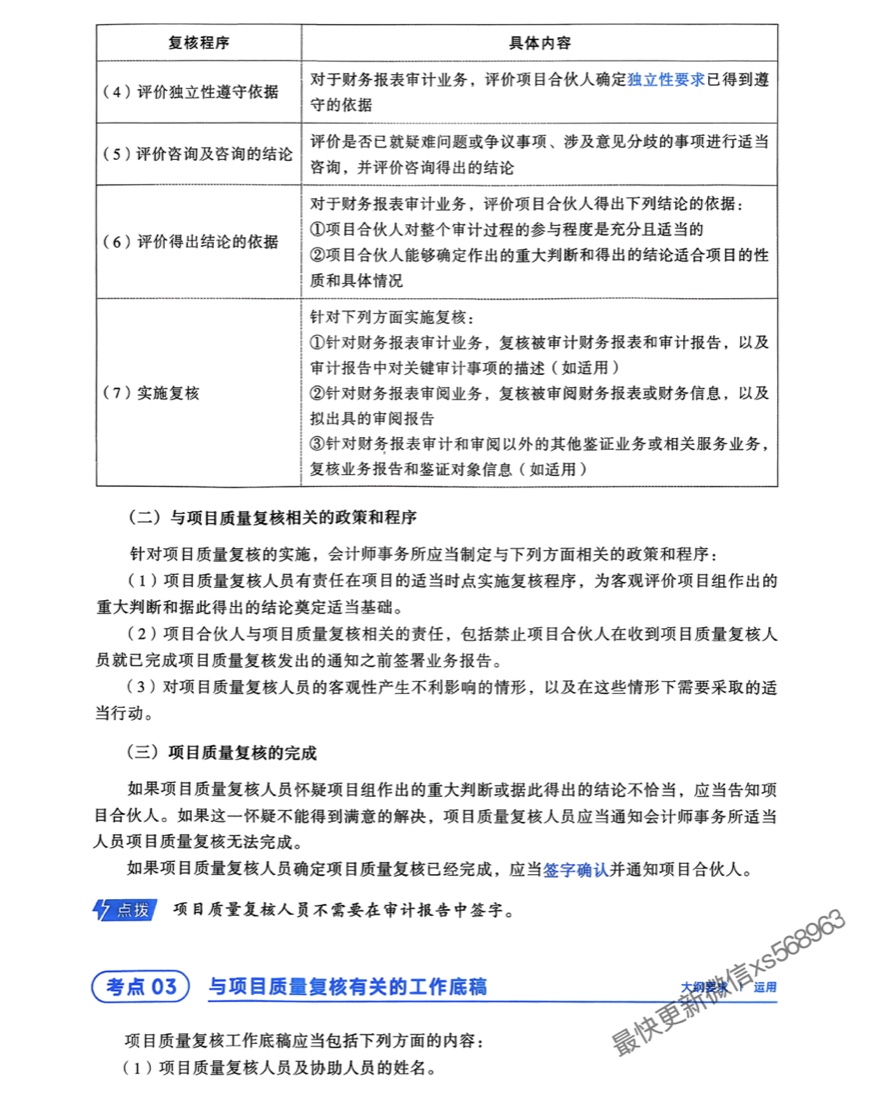 复核程序
具体内容
（4）评价独立性遵守依据
对于财务报表审计业务，评价项目合伙人确定独立性要求已得到遵
守的依据
（5）评价咨询及咨询的结论
评价是否已就疑难问题或争议事项、涉及意见分歧的事项进行适当
咨询，并评价咨询得出的结论
（6）评价得出结论的依据
对于财务报表审计业务，评价项目合伙人得出下列结论的依据：
①项目合伙人对整个审计过程的参与程度是充分且适当的
②项目合伙人能够确定作出的重大判断和得出的结论适合项目的性
质和具体情况
（7）实施复核
针对下列方面实施复核：
①针对财务报表审计业务，复核被审计财务报表和审计报告，以及
审计报告中对关键审计事项的描述（如适用）
②针对财务报表审阅业务，复核被审阅财务报表或财务信息，以及
拟出具的审阅报告
③针对财务报表审计和审阅以外的其他鉴证业务或相关服务业务，
复核业务报告和鉴证对象信息（如适用）
（二）与项目质量复核相关的政策和程序
针对项目质量复核的实施，会计师事务所应当制定与下列方面相关的政策和程序：
（1）项目质量复核人员有责任在项目的适当时点实施复核程序，为客观评价项目组作出的
重大判断和据此得出的结论奠定适当基础。
（2）项目合伙人与项目质量复核相关的责任，包括禁止项目合伙人在收到项目质量复核人
员就已完成项目质量复核发出的通知之前签署业务报告。
（3）对项目质量复核人员的客观性产生不利影响的情形，以及在这些情形下需要采取的适
当行动。
（三）项目质量复核的完成
如果项目质量复核人员怀疑项目组作出的重大判断或据此得出的结论不恰当，应当告知项
目合伙人。如果这一怀疑不能得到满意的解决，项目质量复核人员应当通知会计师事务所适当
人员项目质量复核无法完成。
如果项目质量复核人员确定项目质量复核已经完成，应当签字确认并通知项目合伙人。
点拨 项目质量复核人员不需要在审计报告中签字。
考点 03 与项目质量复核有关的工作底稿
大纲要求 运用
最快更新微信xs568963
项目质量复核工作底稿应当包括下列方面的内容：
（1）项目质量复核人员及协助人员的姓名。